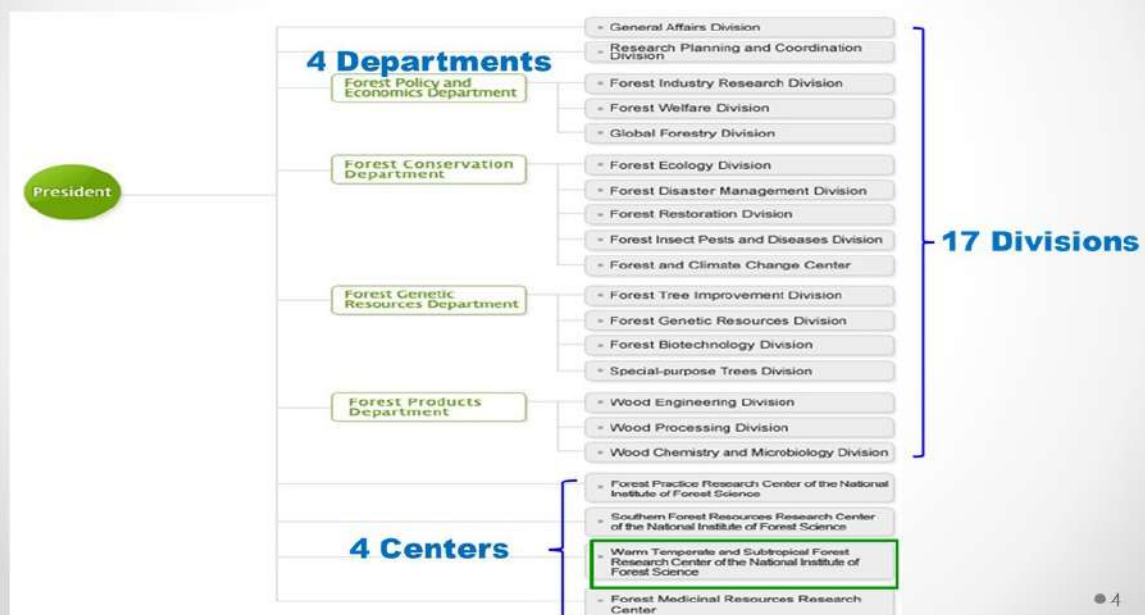 General Affairs Division
Research Planning and Coordination
Division
4 Departments
Forest Policy and
Economics Department
Forest Industry Research Division
Forest Welfare Division
Global Forestry Division
Forest Conservation
Department
Forest Ecology Division
Forest Disaster Management Division
Forest Restoration Dvision
Forest Insect Pests and Diseases Division
Forest and Climate Change Center
President
17 Divisions
Forest Genetic
Resources Department
Forest Tree Improvement Division
Forest Genetic Resources Division
Forest Biotechnology Division
Special-purpose Trees Division
Forest Products
Department
Wood Engineering Division
Wood Processing Division
Wood Chemistry and Microbiology Division
4 Centers
Forest Practice Research Center of the National
Institute of Forest Science
Southern Forest Resources Research Center
of the National Institute of Forest Science
Warm Temperate and Subtropical Forest
Research Center of the National Institute of
Forest Science
Forest Medicinal Resources Research
Center
4